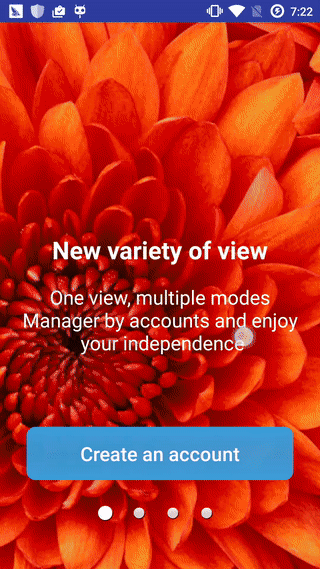 7:22
New variety of view
One view, multiple modes
Manager by accounts and enjoy
your independence
Create an account